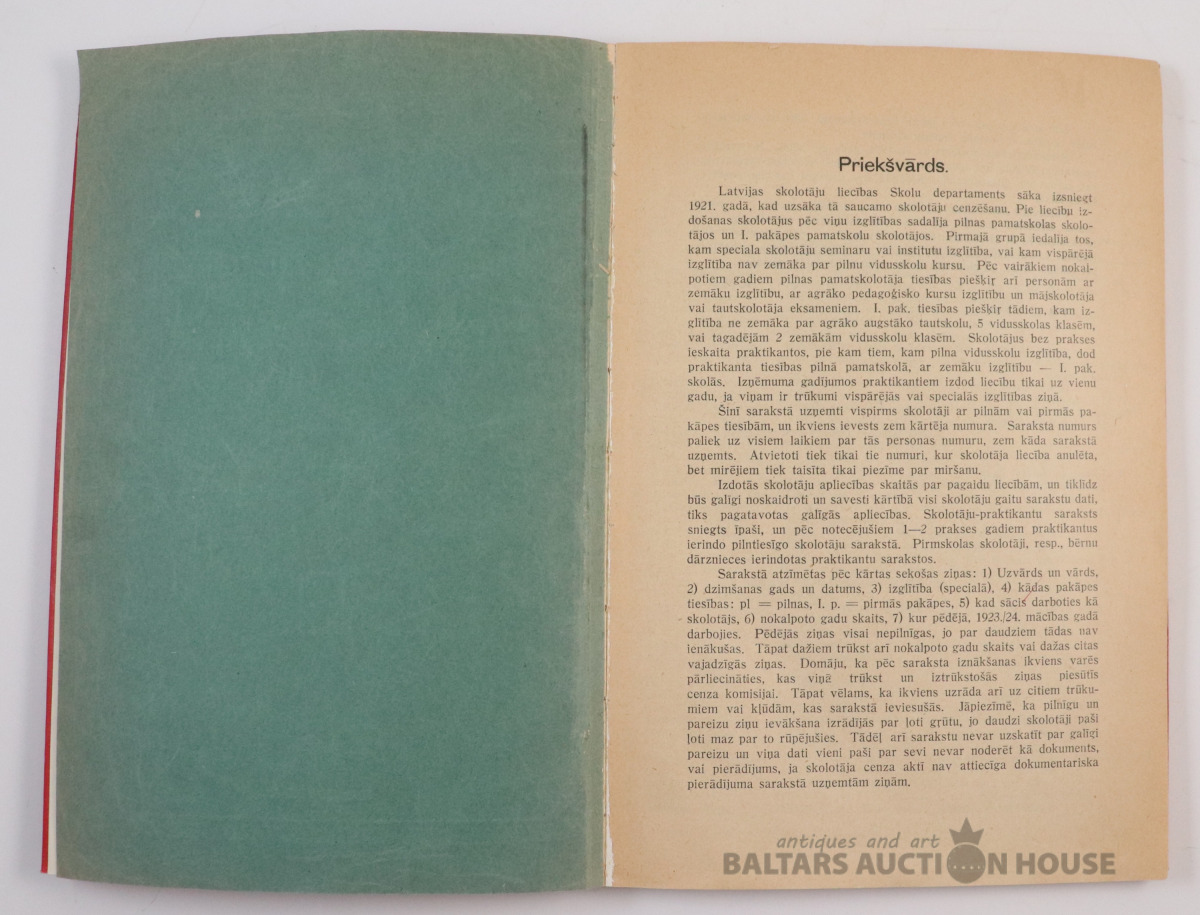 Priekšvārds.
Latvijas skolotāju liecības Skolu departaments sāka izsniegt
1921. gadā, kad uzsāka tā saucamo skolotāju cenzēšanu. Pie liecību iz-
došanas skolotājus pēc viņu izglītības sadalīja pilnas pamatskolas skolo-
tājos un I. pakāpes pamatskolu skolotājos. Pirmajā grupā iedalīja tos,
kam speciala skolotāju seminaru vai institutu izglītība, vai kam vispārējā
izglītība nav zemāka par pilnu vidusskolu kursu. Pēc vairākiem nokal-
potiem gadiem pilnas pamatskolotāja tiesības piešķiŗ arī personām ar
zemāku izglītību, ar agrāko pedagoģisko kursu izglītību un mājskolotāja
vai tautskolotāja eksameniem. I. pak. tiesības piešķiŗ tādiem, kam iz-
glītība ne zemāka par agrāko augstāko tautskolu, 5 vidusskolas klasēm,
vai tagadējām 2 zemākām vidusskolu klasēm. Skolotājus bez prakses
ieskaita praktikantos, pie kam tiem, kam pilna vidusskolu izglītība, dod
praktikanta tiesības pilnā pamatskolā, ar zemāku izglītību — I. pak.
skolās. Izņēmuma gadījumos praktikantiem izdod liecību tikai uz vienu
gadu, ja viņam ir trūkumi vispārējās vai specialās izglītības ziņā.
Šinī sarakstā uzņemti vispirms skolotāji ar pilnām vai pirmās pa-
kāpes tiesībām, un ikviens ievests zem kārtēja numura. Saraksta numurs
paliek uz visiem laikiem par tās personas numuru, zem kāda sarakstā
uzņemts. Atvietoti tiek tikai tie numuri, kur skolotāja liecība anulēta,
bet mirējiem tiek taisīta tikai piezīme par miršanu.
Izdotās skolotāju apliecības skaitās par pagaidu liecībām, un tiklīdz
būs galīgi noskaidroti un savesti kārtībā visi skolotāju gaitu sarakstu dati,
tiks pagatavotas galīgās apliecības. Skolotāju-praktikantu saraksts
sniegts īpaši, un pēc notecējušiem 1—2 prakses gadiem praktikantus
ierindo pilntiesīgo skolotāju sarakstā. Pirmskolas skolotāji, resp., bērnu
dārznieces ierindotas praktikantu sarakstos.
Sarakstā atzīmētas pēc kārtas sekošas ziņas: 1) Uzvārds un vārds,
2) dzimšanas gads un datums, 3) izglītība (specialā), 4) kādas pakāpes
tiesības: pl = pilnas, I. p. = pirmās pakāpes, 5) kad sācis darboties kā
skolotājs, 6) nokalpoto gadu skaits, 7) kur pēdējā, 1923./24. mācības gadā
darbojies. Pēdējās ziņas visai nepilnīgas, jo par daudziem tādas nav
ienākušas. Tāpat dažiem trūkst arī nokalpoto gadu skaits vai dažas citas
vajadzīgās ziņas. Domāju, ka pēc saraksta iznākšanas ikviens varēs
pārliecināties, kas viņā trūkst un iztrūkstošās ziņas piesūtīs
cenza komisijai. Tāpat vēlams, ka ikviens uzrāda arī uz citiem trūku-
miem vai kļūdām, kas sarakstā ieviesušās. Jāpiezīmē, ka pilnīgu un
pareizu ziņu ievākšana izrādījās par ļoti grūtu, jo daudzi skolotāji paši
ļoti maz par to rūpējušies. Tādēļ arī sarakstu nevar uzskatīt par galīgi
pareizu un viņa dati vieni paši par sevi nevar noderēt kā dokuments,
vai pierādījums, ja skolotāja cenza aktī nav attiecīga dokumentariska
pierādījuma sarakstā uzņemtām ziņām.
antiques and art
BALTARS AUCTION HOUSE